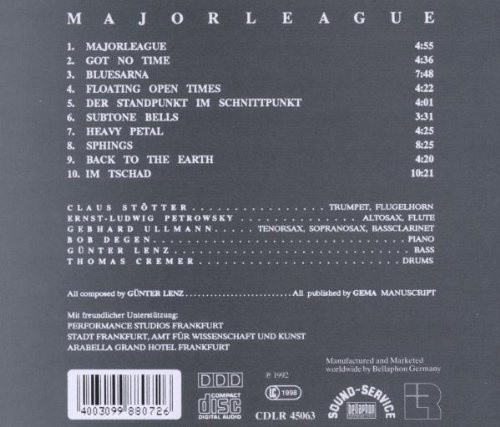 MAJORLEAGUE
1. MAJORLEAGUE 4:55
2. GOT NO TIME 4:36
3. BLUESARNA 7:48
4. FLOATING OPEN TIMES 4:22
5. DER STANDPUNKT IM SCHNITTPUNKT 4:01
6. SUBTONE BELLS 3:31
7. HEAVY PETAL 4:25
8. SPHINGS 8:25
9. BACK TO THE EARTH 4:20
10. IM TSCHAD 10:21
CLAUS STÖTTER TRUMPET, FLUGELHORN
ERNST-LUDWIG PETROWSKY ALTOSAX, FLUTE
GEBHARD ULLMANN TENORSAX, SOPRANOSAX, BASSCLARINET
BOB DEGEN PIANO
GÜNTER LENZ BASS
THOMAS CREMER DRUMS
All composed by GÜNTER LENZ All published by GEMA MANUSCRIPT
Mit freundlicher Unterstützung:
PERFORMANCE STUDIOS FRANKFURT
STADT FRANKFURT, AMT FÜR WISSENSCHAFT UND KUNST
ARABELLA GRAND HOTEL FRANKFURT
Manufactured and Marketed
worldwide by Bellaphon Germany
4003099 880726
DDD
COMPACT
disc
DIGITAL AUDIO
℗ 1992
LC 1998
CDLR 45063
SOUND-SERVICE
bellaphon
LR